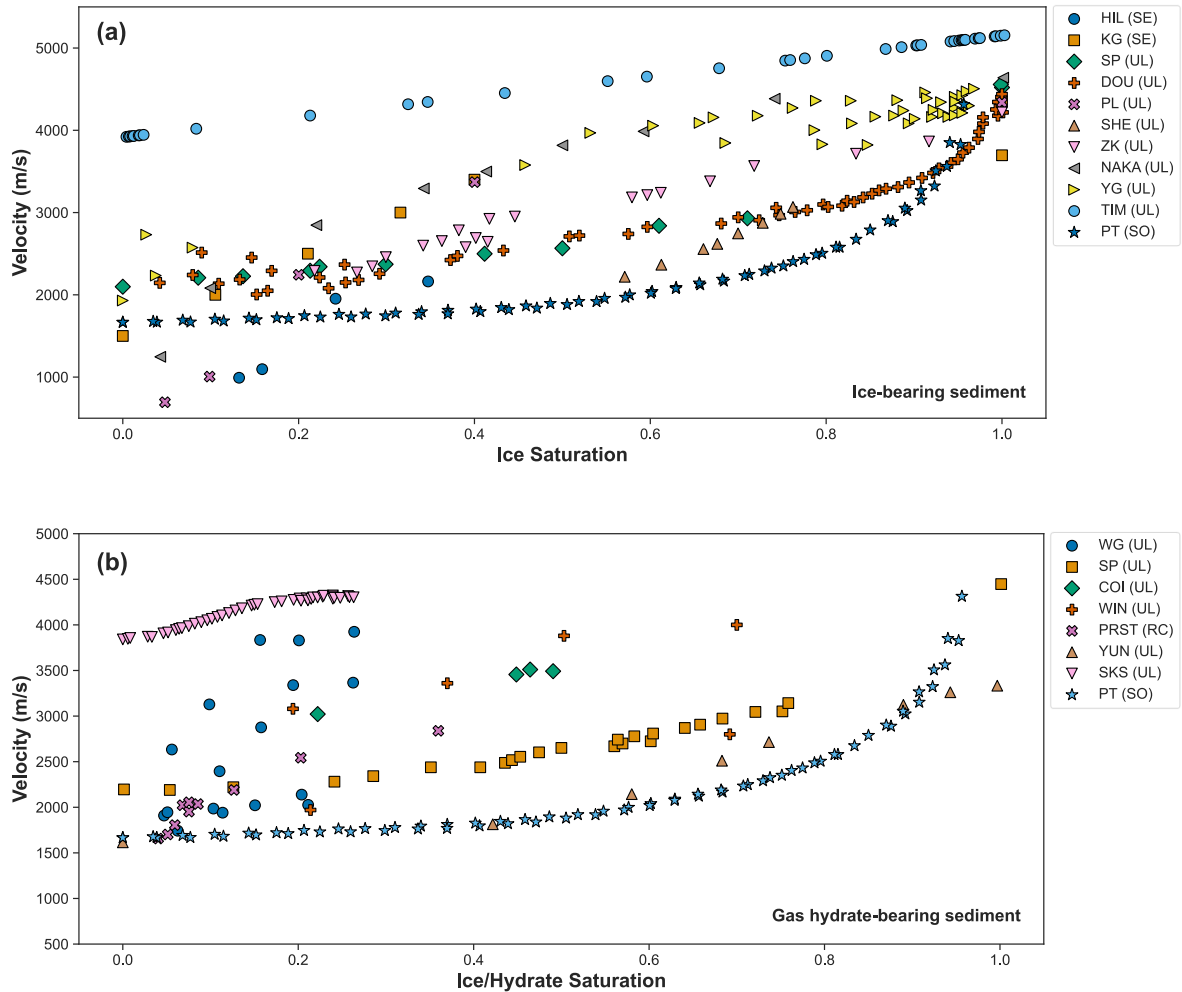 (a)
Velocity (m/s)
5000
4000
3000
2000
1000
0.0 0.2 0.4 0.6 0.8 1.0
Ice Saturation
Ice-bearing sediment
HIL (SE)
KG (SE)
SP (UL)
DOU (UL)
PL (UL)
SHE (UL)
ZK (UL)
NAKA (UL)
YG (UL)
TIM (UL)
PT (SO)
(b)
Velocity (m/s)
5000
4500
4000
3500
3000
2500
2000
1500
1000
500
0.0 0.2 0.4 0.6 0.8 1.0
Ice/Hydrate Saturation
Gas hydrate-bearing sediment
WG (UL)
SP (UL)
COI (UL)
WIN (UL)
PRST (RC)
YUN (UL)
SKS (UL)
PT (SO)